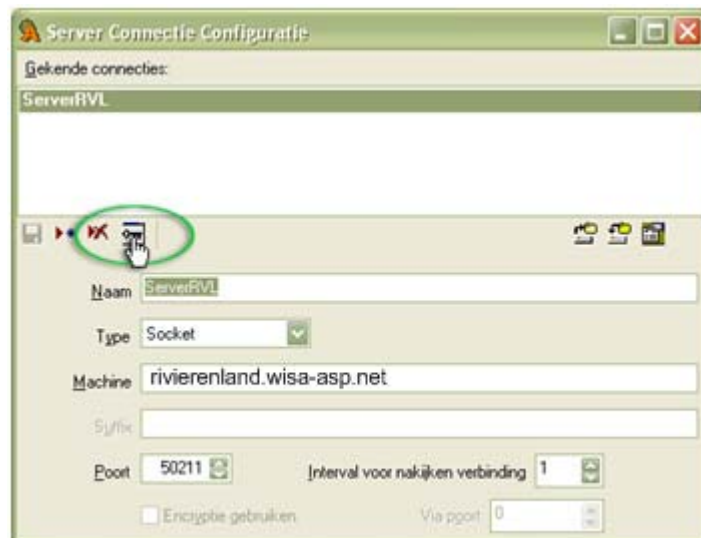 Server Connectie Configuratie
Gekende connecties:
ServerRVL
Naam ServerRVL
Type Socket
Machine rivierenland.wisa-asp.net
Suffix
Poort 50211 Interval voor nakijken verbinding 1
Encryptie gebruiken Via poort 0